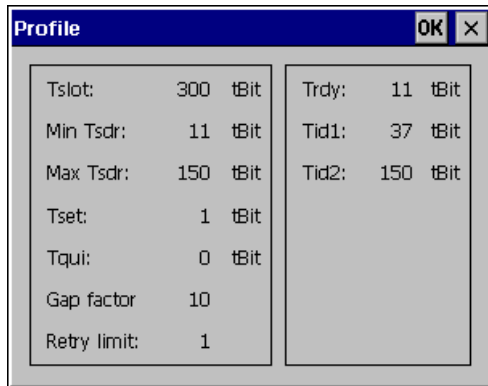 Profile OK ×
Tslot: 300 tBit
Min Tsdr: 11 tBit
Max Tsdr: 150 tBit
Tset: 1 tBit
Tqui: 0 tBit
Gap factor 10
Retry limit: 1
Trdy: 11 tBit
Tid1: 37 tBit
Tid2: 150 tBit